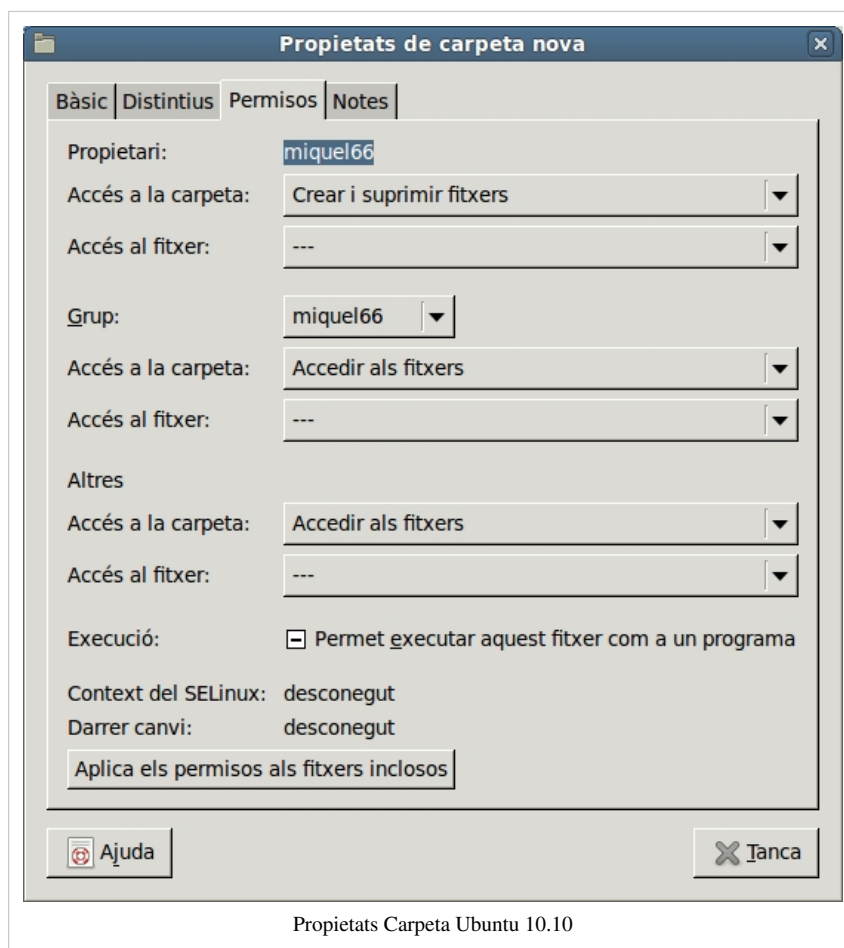 Propietats de carpeta nova
Bàsic Distintius Permisos Notes
Propietari: miquel66
Accés a la carpeta: Crear i suprimir fitxers
Accés al fitxer: ---
Grup: miquel66
Accés a la carpeta: Accedir als fitxers
Accés al fitxer: ---
Altres
Accés a la carpeta: Accedir als fitxers
Accés al fitxer: ---
Execució: Permet executar aquest fitxer com a un programa
Context del SELinux: desconegut
Darrer canvi: desconegut
Aplica els permisos als fitxers inclosos
Ajuda Tanca
Propietats Carpeta Ubuntu 10.10